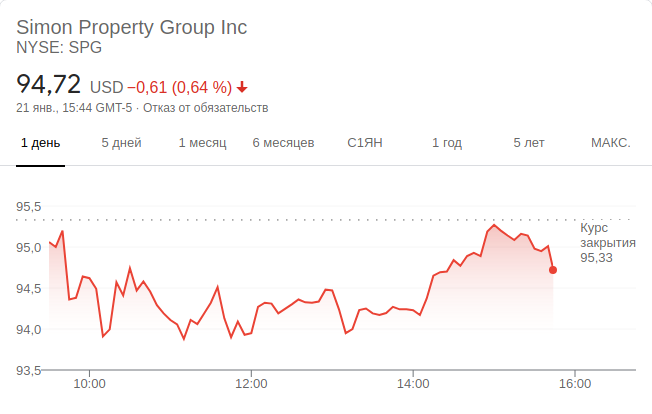 Simon Property Group Inc
NYSE: SPG
94,72 USD −0,61 (0,64 %)
21 янв., 15:44 GMT-5 · Отказ от обязательств
1 день 5 дней 1 месяц 6 месяцев С1ЯН 1 год 5 лет МАКС.
95,5
95,0
94,5
94,0
93,5
Курс
закрытия
95,33
10:00 12:00 14:00 16:00